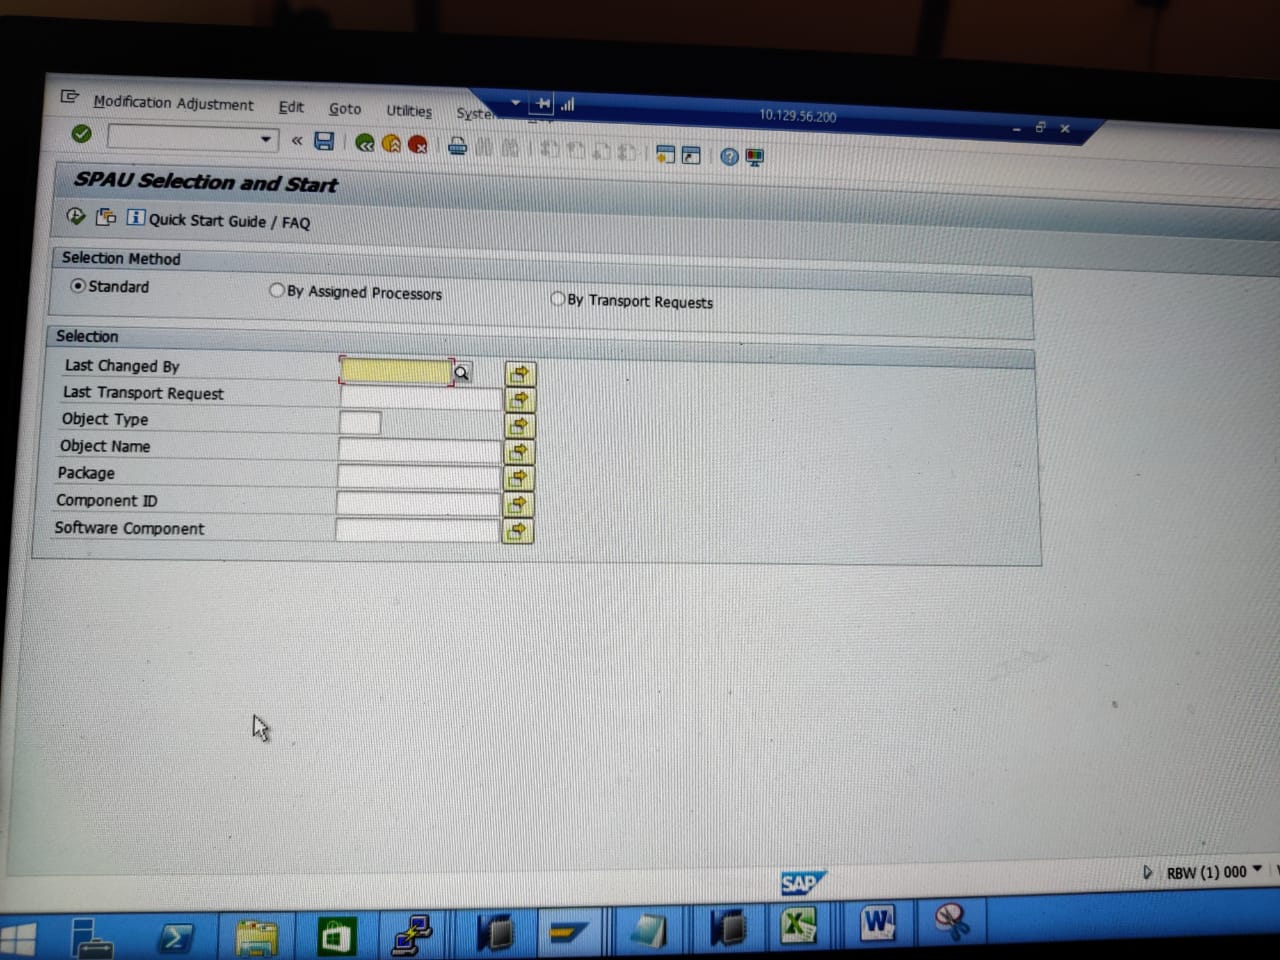 Modification Adjustment Edit Goto Utilities
10.129.56.200
SPAU Selection and Start
Quick Start Guide / FAQ
Selection Method
Standard By Assigned Processors By Transport Requests
Selection
Last Changed By
Last Transport Request
Object Type
Object Name
Package
Component ID
Software Component
SAP
RBW (1) 000